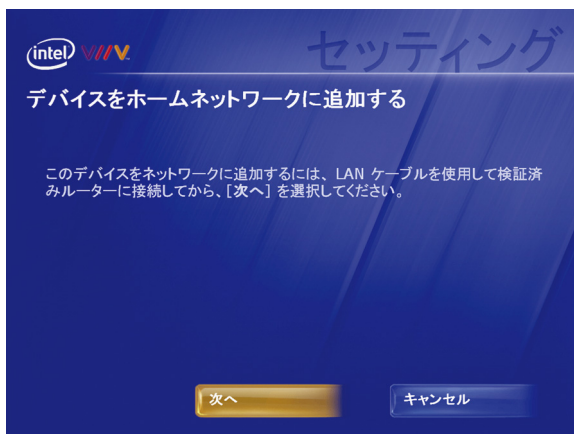 intel VIIV
セッティング
デバイスをホームネットワークに追加する
このデバイスをネットワークに追加するには、LAN ケーブルを使用して検証済
みルーターに接続してから、[次へ] を選択してください。
次へ
キャンセル